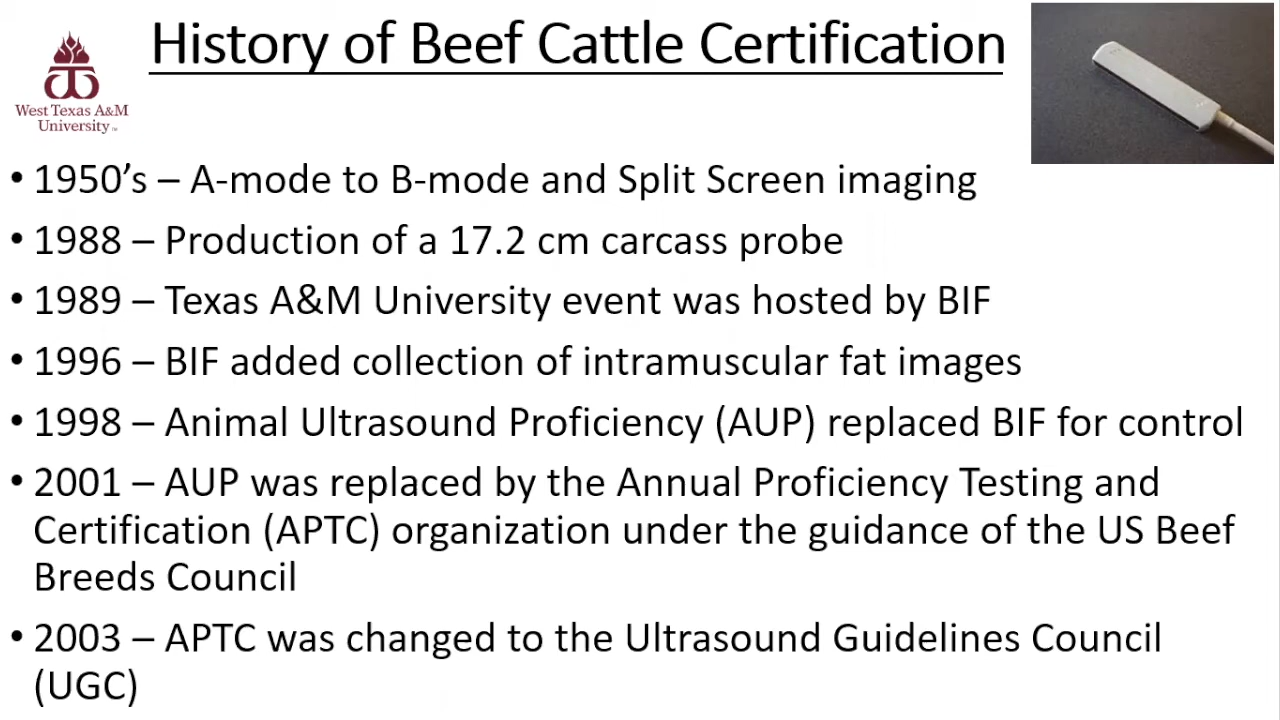 History of Beef Cattle Certification
West Texas A&M
University™
• 1950’s – A-mode to B-mode and Split Screen imaging
• 1988 – Production of a 17.2 cm carcass probe
• 1989 – Texas A&M University event was hosted by BIF
• 1996 – BIF added collection of intramuscular fat images
• 1998 – Animal Ultrasound Proficiency (AUP) replaced BIF for control
• 2001 – AUP was replaced by the Annual Proficiency Testing and
Certification (APTC) organization under the guidance of the US Beef
Breeds Council
• 2003 – APTC was changed to the Ultrasound Guidelines Council
(UGC)